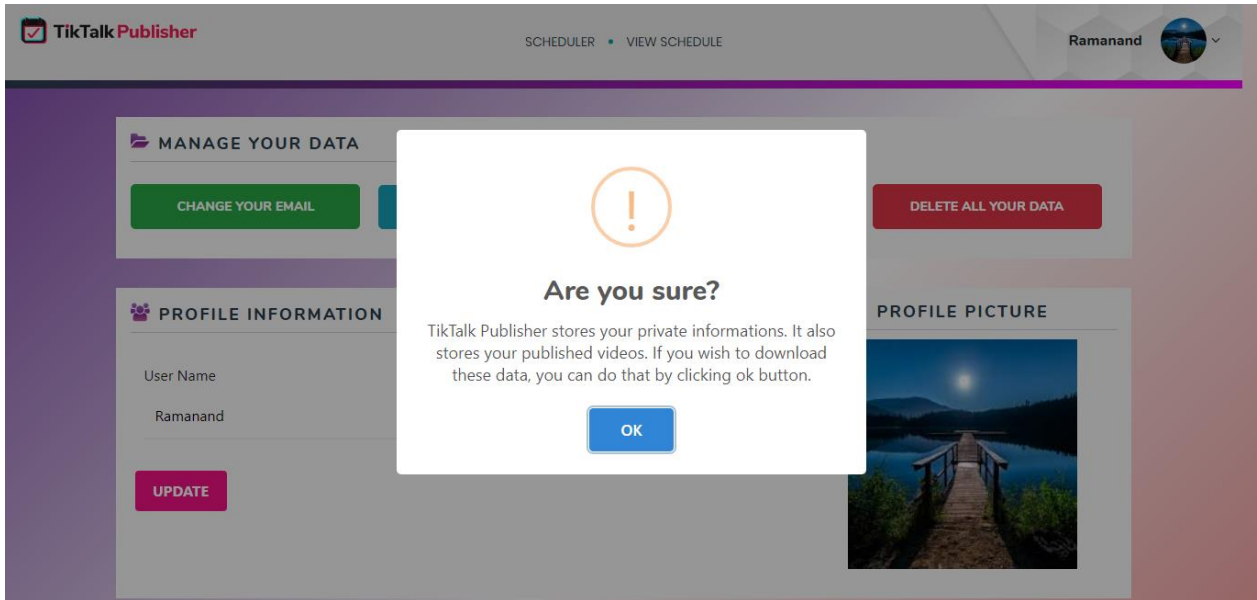 TikTalk Publisher
SCHEDULER • VIEW SCHEDULE
Ramanand
MANAGE YOUR DATA
CHANGE YOUR EMAIL
DELETE ALL YOUR DATA
Are you sure?
TikTalk Publisher stores your private informations. It also
stores your published videos. If you wish to download
these data, you can do that by clicking ok button.
OK
PROFILE INFORMATION
User Name
Ramanand
UPDATE
PROFILE PICTURE